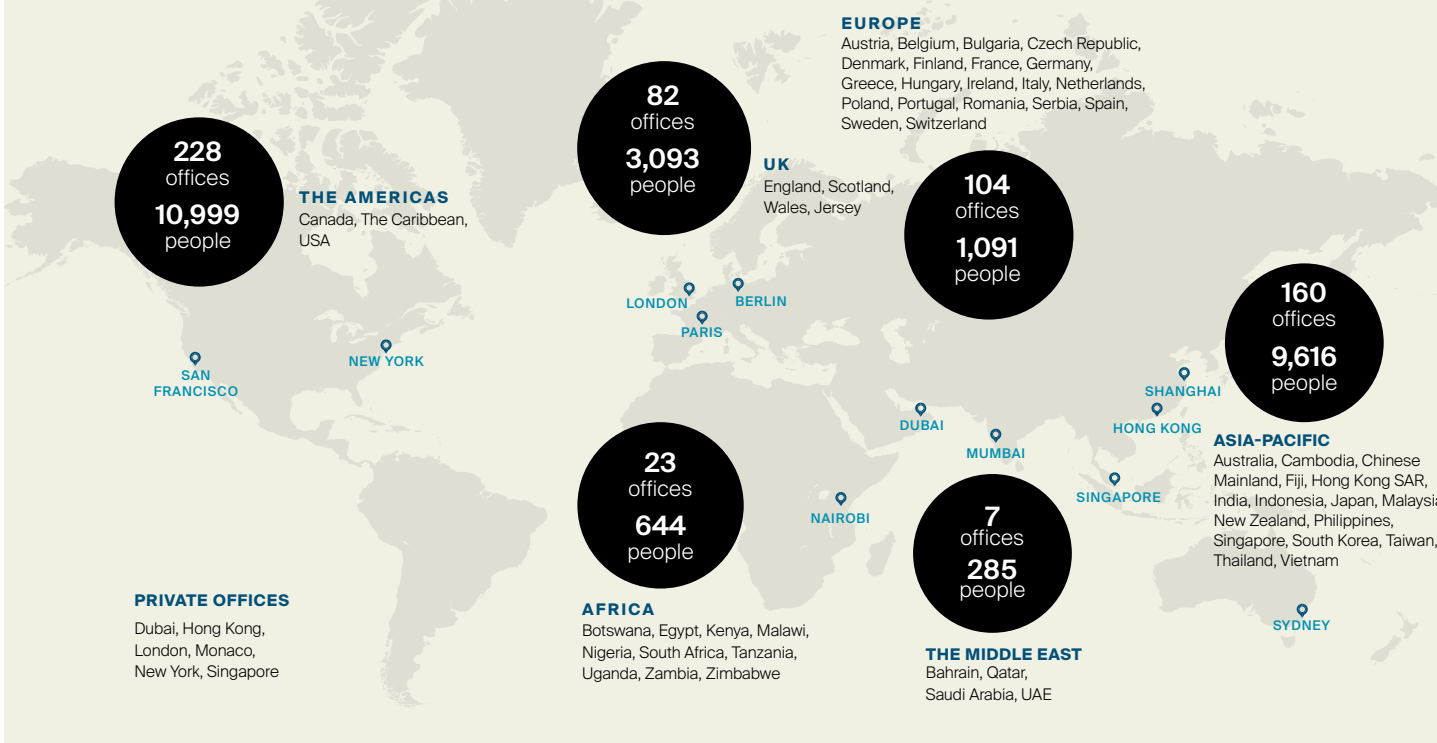 EUROPE
Austria, Belgium, Bulgaria, Czech Republic,
Denmark, Finland, France, Germany,
Greece, Hungary, Ireland, Italy, Netherlands,
Poland, Portugal, Romania, Serbia, Spain,
Sweden, Switzerland
104
offices
1,091
people
82
offices
3,093
people
UK
England, Scotland,
Wales, Jersey
228
offices
10,999
people
THE AMERICAS
Canada, The Caribbean,
USA
LONDON
BERLIN
PARIS
SAN
FRANCISCO
NEW YORK
160
offices
9,616
people
ASIA-PACIFIC
Australia, Cambodia, Chinese
Mainland, Fiji, Hong Kong SAR,
India, Indonesia, Japan, Malaysia
New Zealand, Philippines,
Singapore, South Korea, Taiwan,
Thailand, Vietnam
SHANGHAI
HONG KONG
DUBAI
MUMBAI
SINGAPORE
NAIROBI
SYDNEY
23
offices
644
people
AFRICA
Botswana, Egypt, Kenya, Malawi,
Nigeria, South Africa, Tanzania,
Uganda, Zambia, Zimbabwe
7
offices
285
people
THE MIDDLE EAST
Bahrain, Qatar,
Saudi Arabia, UAE
PRIVATE OFFICES
Dubai, Hong Kong,
London, Monaco,
New York, Singapore